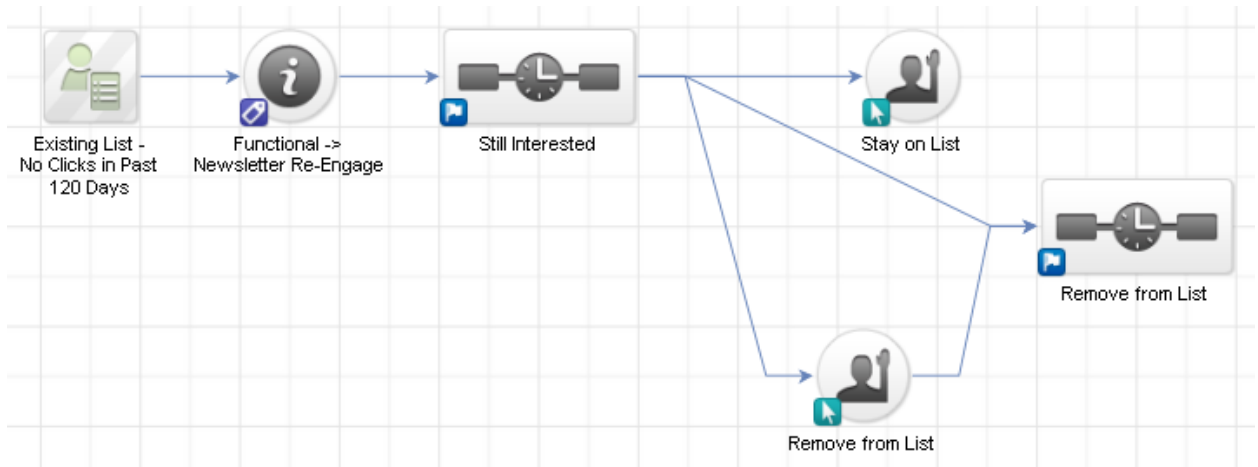 Existing List -
No Clicks in Past
120 Days
Functional ->
Newsletter Re-Engage
Still Interested
Stay on List
Remove from List
Remove from List